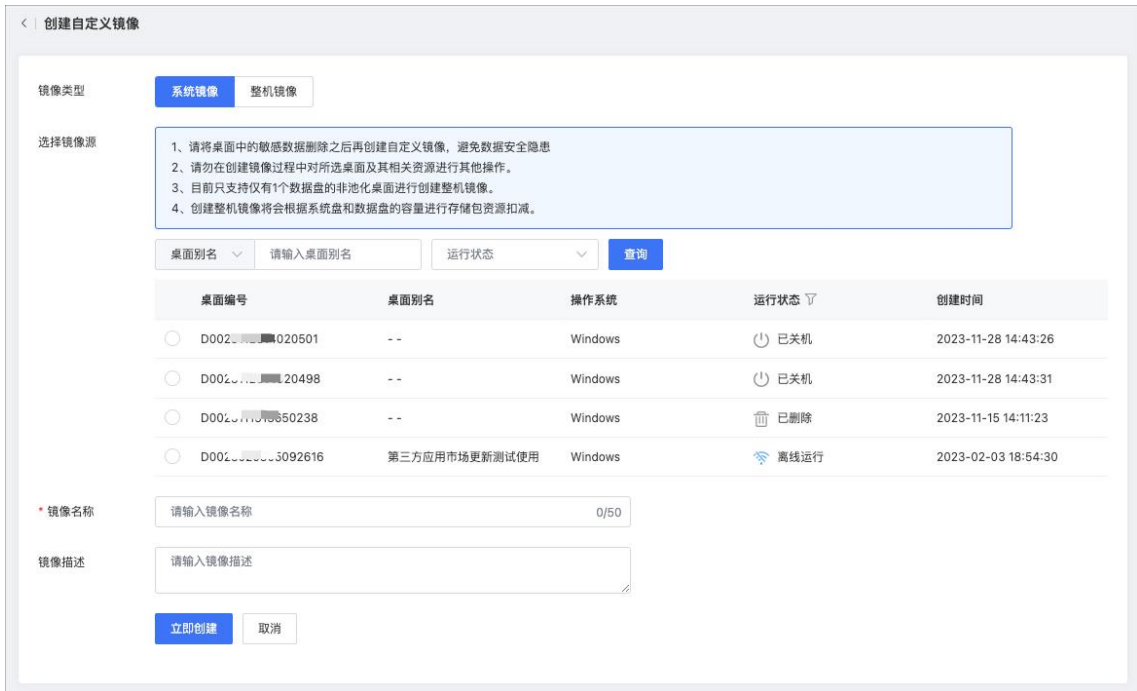 创建自定义镜像
镜像类型 系统镜像 整机镜像
选择镜像源
1、请将桌面中的敏感数据删除之后再创建自定义镜像，避免数据安全隐患
2、请勿在创建镜像过程中对所选桌面及其相关资源进行其他操作。
3、目前只支持仅有1个数据盘的非池化桌面进行创建整机镜像。
4、创建整机镜像将会根据系统盘和数据盘的容量进行存储包资源扣减。
桌面别名 请输入桌面别名 运行状态 查询
桌面编号 桌面别名 操作系统 运行状态 创建时间
- - Windows 已关机 2023-11-28 14:43:26
- - Windows 已关机 2023-11-28 14:43:31
- - Windows 已删除 2023-11-15 14:11:23
第三方应用市场更新测试使用 Windows 离线运行 2023-02-03 18:54:30
* 镜像名称 请输入镜像名称 0/50
镜像描述 请输入镜像描述
立即创建 取消